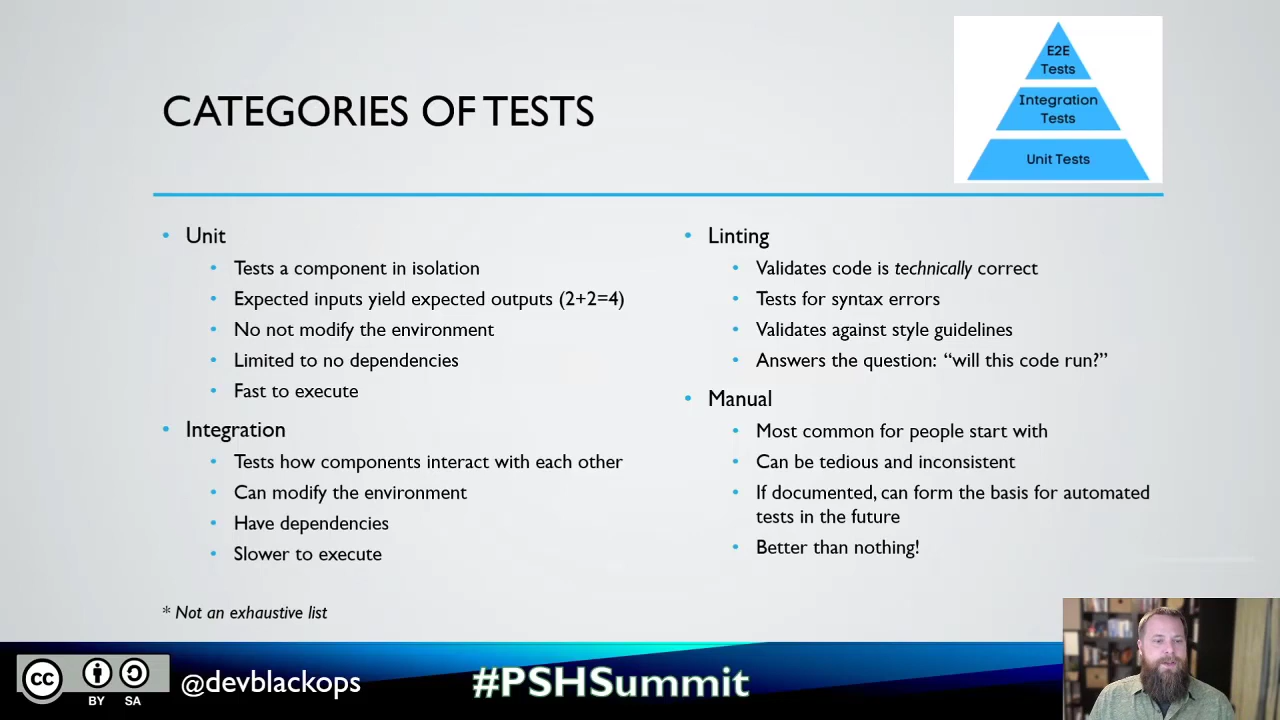 CATEGORIES OF TESTS
E2E
Tests
Integration
Tests
Unit Tests
• Unit
• Tests a component in isolation
• Expected inputs yield expected outputs (2+2=4)
• No not modify the environment
• Limited to no dependencies
• Fast to execute
• Integration
• Tests how components interact with each other
• Can modify the environment
• Have dependencies
• Slower to execute
• Linting
• Validates code is technically correct
• Tests for syntax errors
• Validates against style guidelines
• Answers the question: “will this code run?”
• Manual
• Most common for people start with
• Can be tedious and inconsistent
• If documented, can form the basis for automated
tests in the future
• Better than nothing!
* Not an exhaustive list
cc
BY SA
@devblackops
#PSHSummit